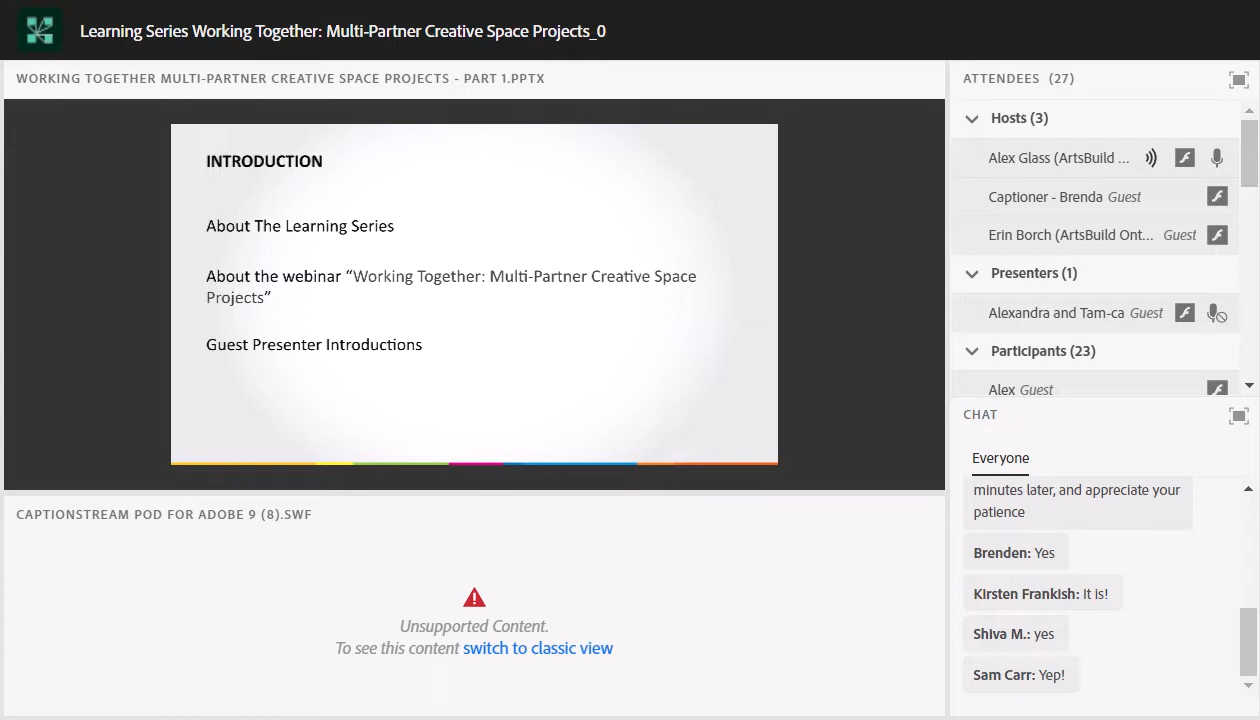 Learning Series Working Together: Multi-Partner Creative Space Projects_0
WORKING TOGETHER MULTI-PARTNER CREATIVE SPACE PROJECTS - PART 1.PPTX
INTRODUCTION
About The Learning Series
About the webinar “Working Together: Multi-Partner Creative Space
Projects”
Guest Presenter Introductions
CAPTIONSTREAM POD FOR ADOBE 9 (8).SWF
Unsupported Content.
To see this content switch to classic view
ATTENDEES (27)
Hosts (3)
Alex Glass (ArtsBuild ...
Captioner - Brenda Guest
Erin Borch (ArtsBuild Ont... Guest
Presenters (1)
Alexandra and Tam-ca Guest
Participants (23)
Alex Guest
CHAT
Everyone
minutes later, and appreciate your
patience
Brenden: Yes
Kirsten Frankish: It is!
Shiva M.: yes
Sam Carr: Yep!